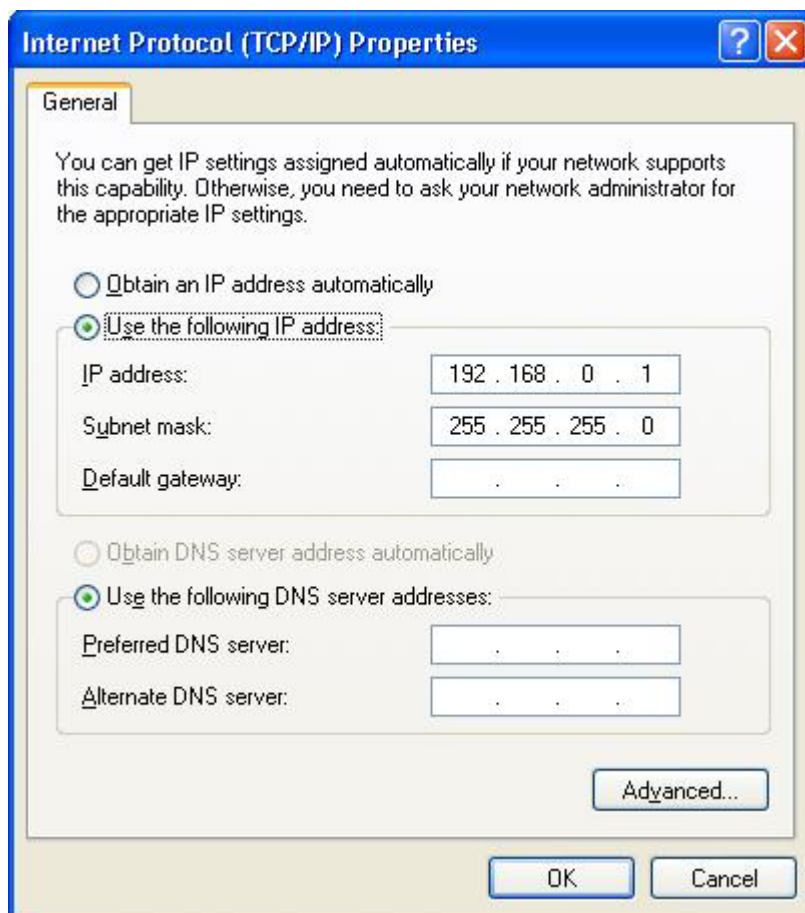 Internet Protocol (TCP/IP) Properties
General
You can get IP settings assigned automatically if your network supports
this capability. Otherwise, you need to ask your network administrator for
the appropriate IP settings.
Obtain an IP address automatically
Use the following IP address:
IP address: 192 . 168 . 0 . 1
Subnet mask: 255 . 255 . 255 . 0
Default gateway: . . .
Obtain DNS server address automatically
Use the following DNS server addresses:
Preferred DNS server: . . .
Alternate DNS server: . . .
Advanced...
OK Cancel